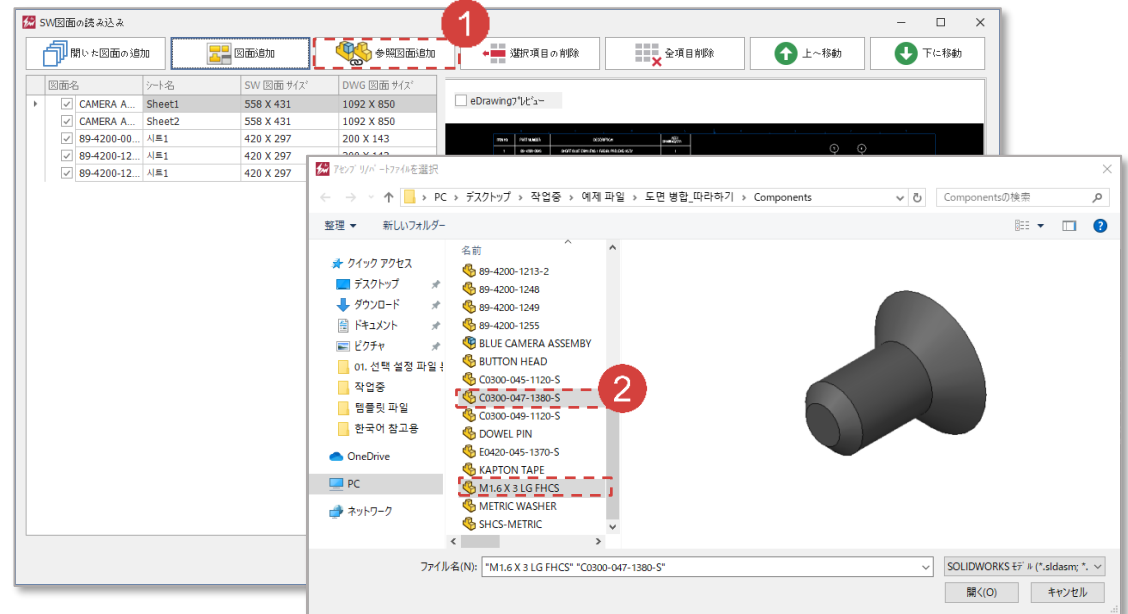 SW図面の読み込み
1
開いた図面の追加
図面追加
参照図面追加
選択項目の削除
全項目削除
上へ移動
下に移動
図面名 シート名 SW 図面 サイズ DWG 図面 サイズ
CAMERA A... Sheet1 558 X 431 1092 X 850
CAMERA A... Sheet2 558 X 431 1092 X 850
89-4200-00... 시트1 420 X 297 200 X 143
89-4200-12... 시트1 420 X 297 200 X 143
89-4200-12... 시트1 420 X 297
eDrawingプレビュー
ITEM NO. PART NUMBER DESCRIPTION
アセンブリ/パートファイルを選択
PC › デスクトップ › 作业중 › 예제 파일 › 도면 병합_따라하기 › Components
Componentsの検索
整理 新しいフォルダー
名前
クイック アクセス
デスクトップ
ダウンロード
ドキュメント
ピクチャ
01. 선택 설정 파일 
작업중
템플릿 파일
한국어 참고용
OneDrive
PC
ネットワーク
89-4200-1213-2
89-4200-1248
89-4200-1249
89-4200-1255
BLUE CAMERA ASSEMBY
BUTTON HEAD
C0300-045-1120-S
2
C0300-047-1380-S
C0300-049-1120-S
DOWEL PIN
E0420-045-1370-S
KAPTON TAPE
M1.6 X 3 LG FHCS
METRIC WASHER
SHCS-METRIC
ファイル名(N): "M1.6 X 3 LG FHCS" "C0300-047-1380-S"
SOLIDWORKS モデル (*.sldasm; *.
開く(O) キャンセル